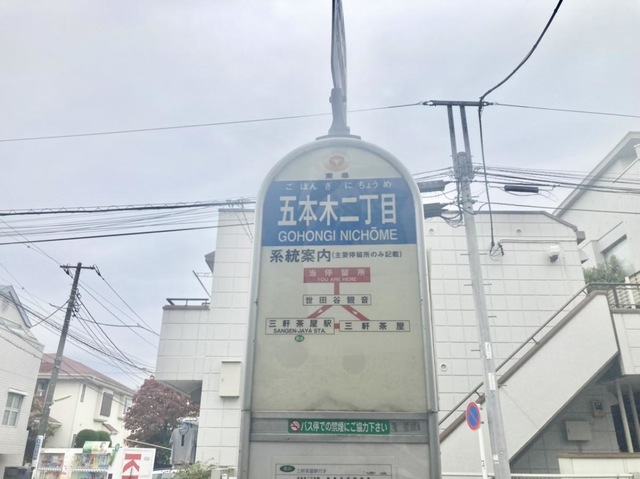 東急
ごほんぎ にちょうめ
五本木二丁目
GOHONGI NICHŌME
系統案内(主要停留所のみ記載)
当停留所
YOU ARE HERE
世田谷観音
三軒茶屋駅 三軒茶屋
SANGEN-JAYA STA.
バス停での禁煙にご協力下さい